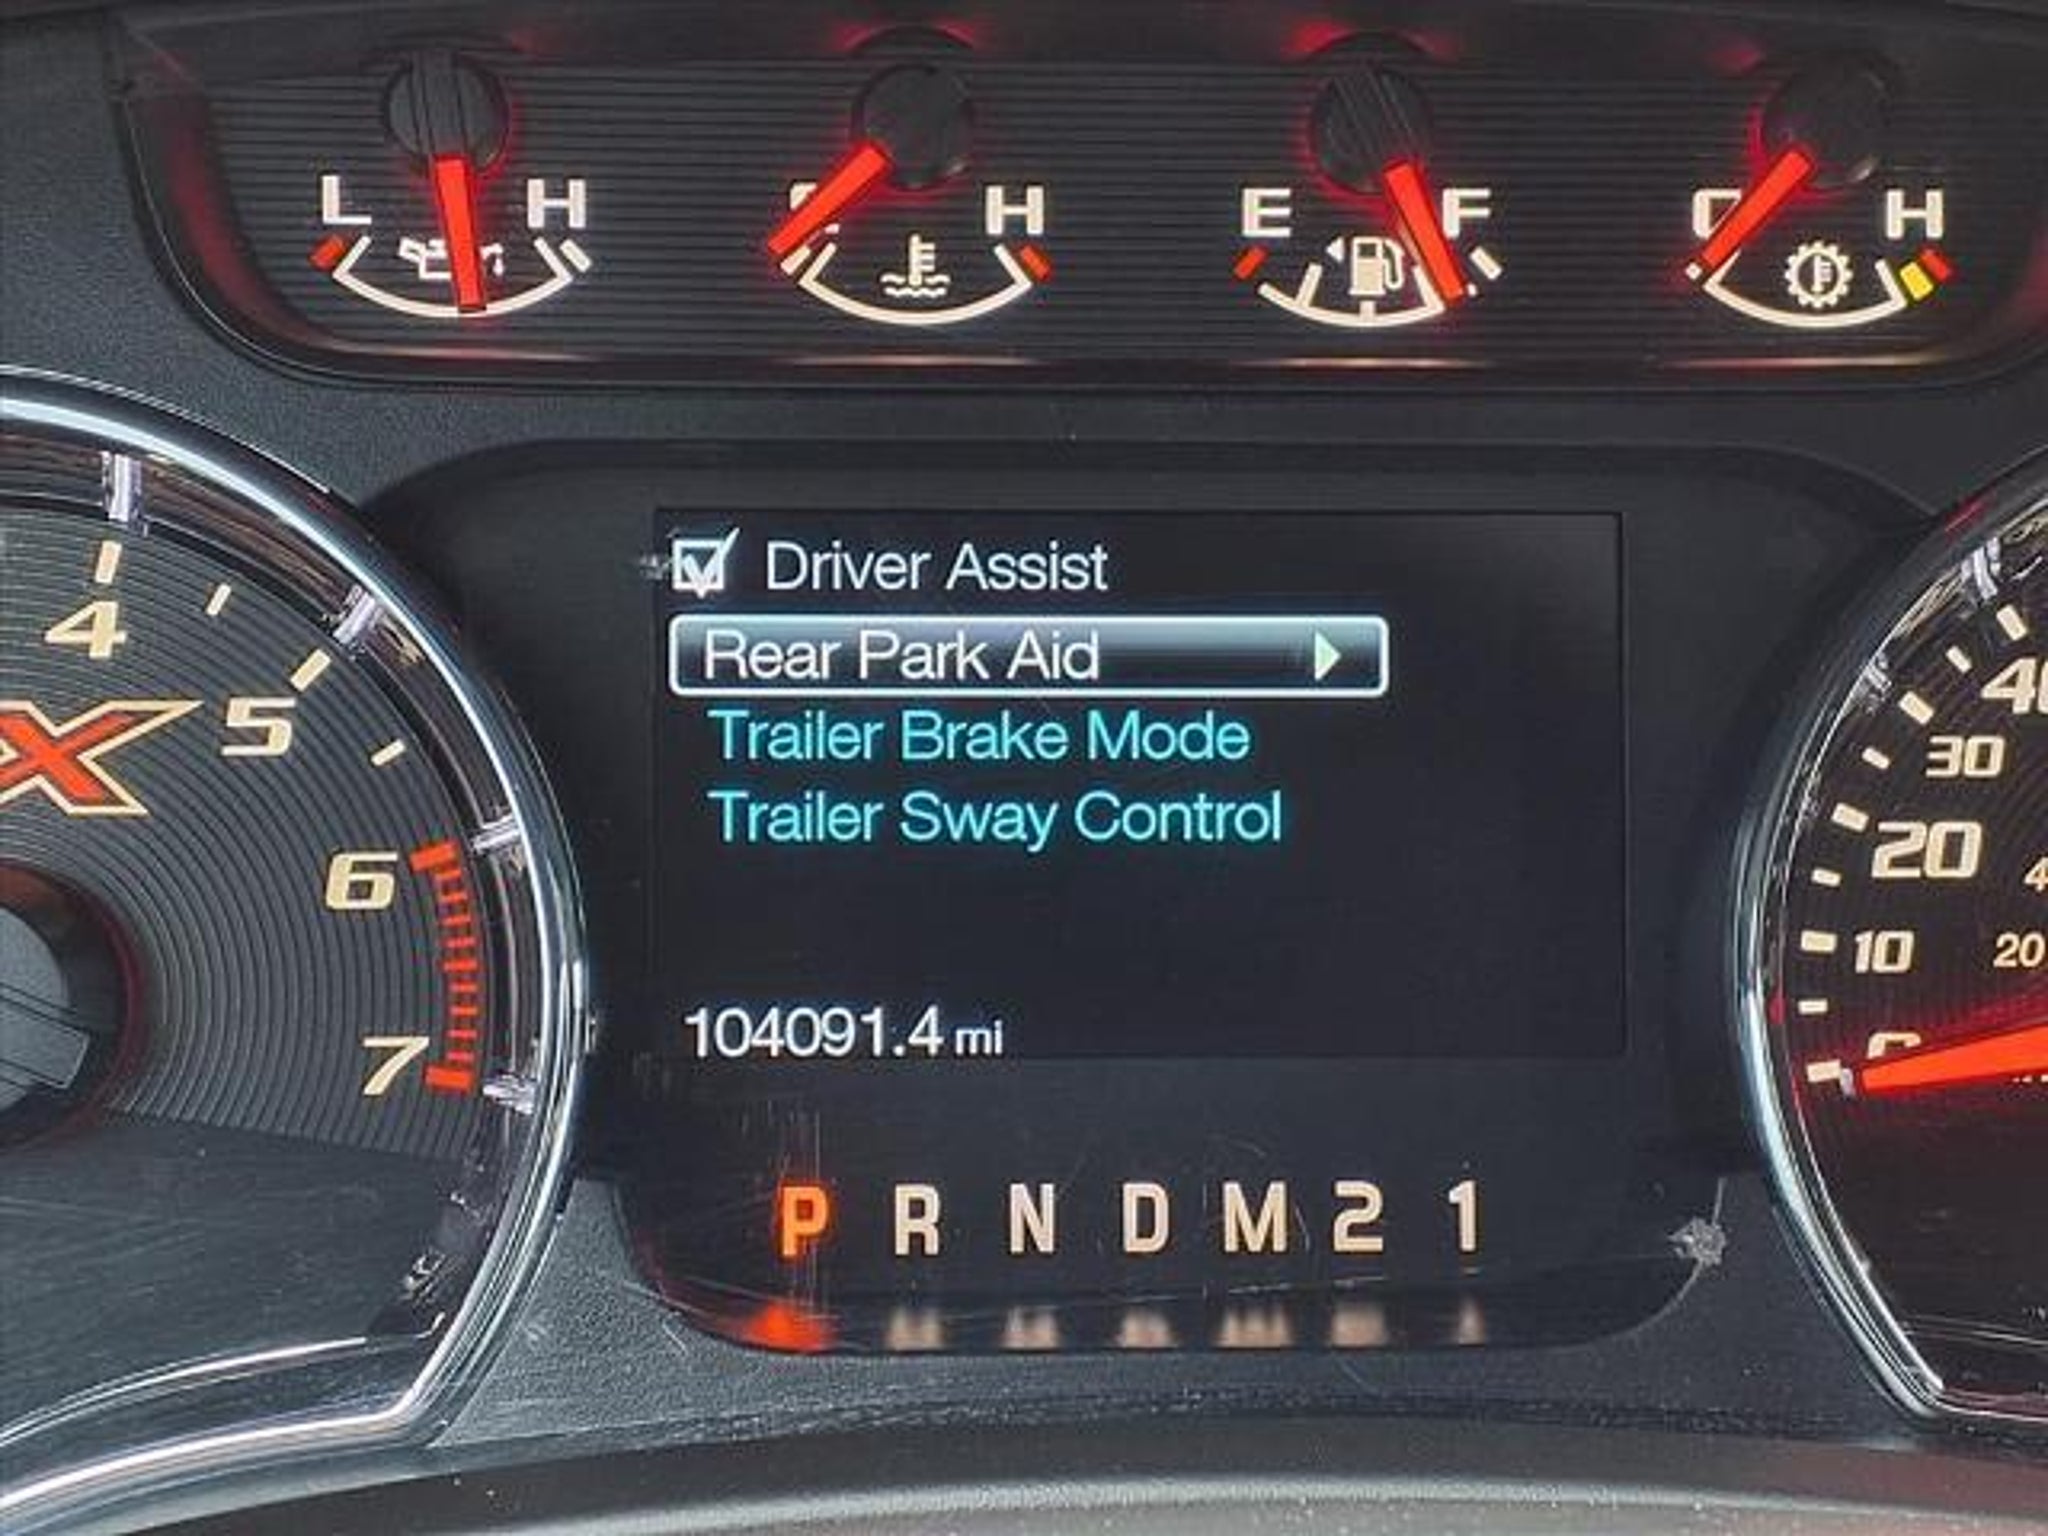 L H H E F H
4
5
X
6
7
Driver Assist
Rear Park Aid
Trailer Brake Mode
Trailer Sway Control
104091.4 mi
P R N D M 2 1
40
30
20
10
20